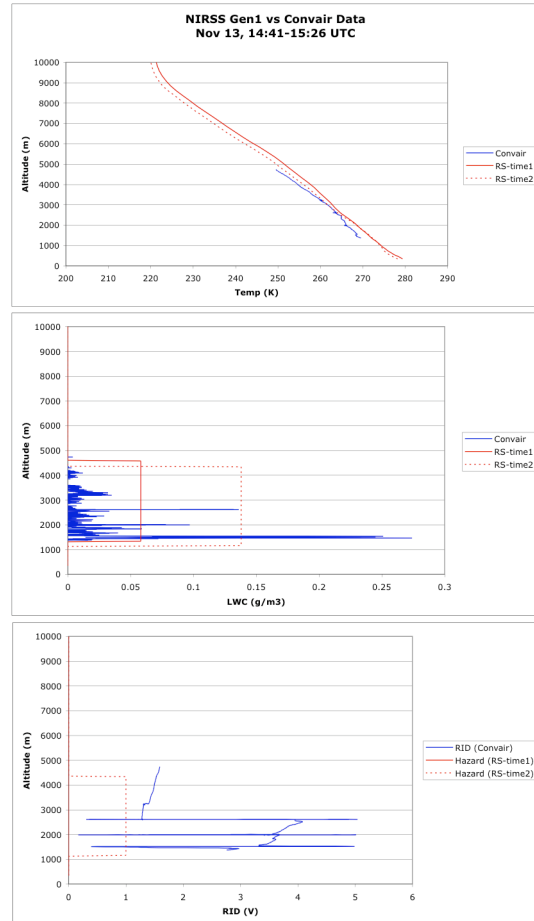 NIRSS Gen1 vs Convair Data
Nov 13, 14:41-15:26 UTC
10000
9000
8000
7000
6000
5000
4000
3000
2000
1000
0
Altitude (m)
200 210 220 230 240 250 260 270 280 290
Temp (K)
Convair
RS-time1
RS-time2
10000
9000
8000
7000
6000
5000
4000
3000
2000
1000
0
Altitude (m)
0 0.05 0.1 0.15 0.2 0.25 0.3
LWC (g/m3)
Convair
RS-time1
RS-time2
10000
9000
8000
7000
6000
5000
4000
3000
2000
1000
0
Altitude (m)
0 1 2 3 4 5 6
RID (V)
RID (Convair)
Hazard (RS-time1)
Hazard (RS-time2)